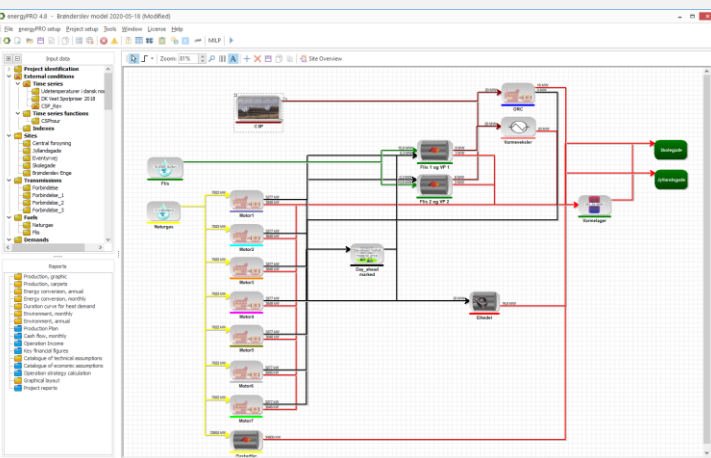 energyPRO 4.8 - Brønderslev model 2020-05-18 (Modified)
File energyPRO setup Project setup Tools Window License Help
MILP
Input data
Zoom: 81%
Site Overview
Project identification
External conditions
Time series
Udetemperaturer i dansk no
DK Vest Spotpriser 2018
CSP_Rev
Time series functions
CSPhour
Indexes
Sites
Central forsyning
Jyllandsgade
Eventyrvej
Skolegade
Brønderslev Enge
Transmissions
Forbindelse
Forbindelse_1
Forbindelse_2
Forbindelse_3
Fuels
Naturgas
Flis
Demands
Reports
Production, graphic
Production, carpets
Energy conversion, annual
Energy conversion, monthly
Duration curve for heat demand
Environment, monthly
Environment, annual
Production Plan
Cash flow, monthly
Operation Income
Key financial figures
Catalogue of technical assumptions
Catalogue of economic assumptions
Operation strategy calculation
Graphical layout
Project reports
CSP
ORC
Varmeveksler
Flis
Flis 1 og VP 1
Flis 2 og VP 2
Skolegade
Jyllandsgade
Naturgas
Motor1
Motor2
Motor3
Motor4
Motor5
Motor6
Motor7
Day_ahead
marked
Varmelager
Elkedel